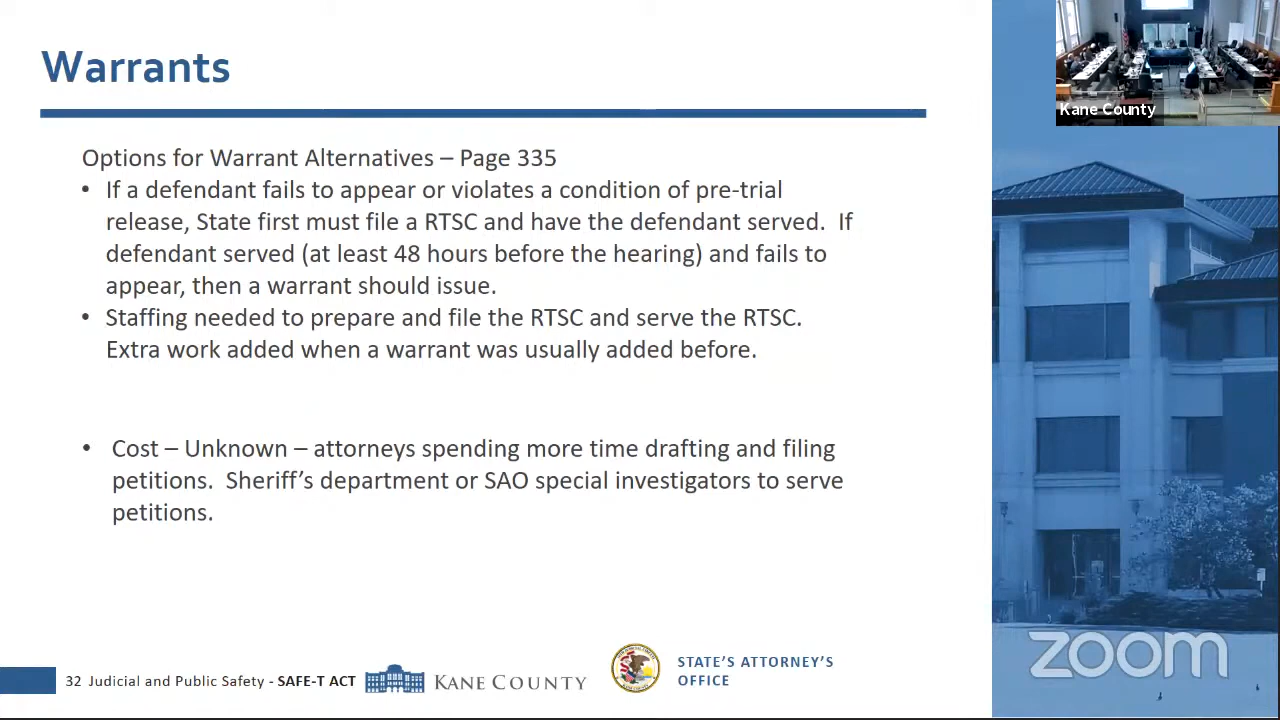 Warrants
Kane County
Options for Warrant Alternatives – Page 335
• If a defendant fails to appear or violates a condition of pre-trial
release, State first must file a RTSC and have the defendant served.  If
defendant served (at least 48 hours before the hearing) and fails to
appear, then a warrant should issue.
• Staffing needed to prepare and file the RTSC and serve the RTSC.
Extra work added when a warrant was usually added before.
• Cost – Unknown – attorneys spending more time drafting and filing
petitions.  Sheriff's department or SAO special investigators to serve
petitions.
32 Judicial and Public Safety - SAFE-T ACT
KANE COUNTY
STATE'S ATTORNEY'S
OFFICE
zoom